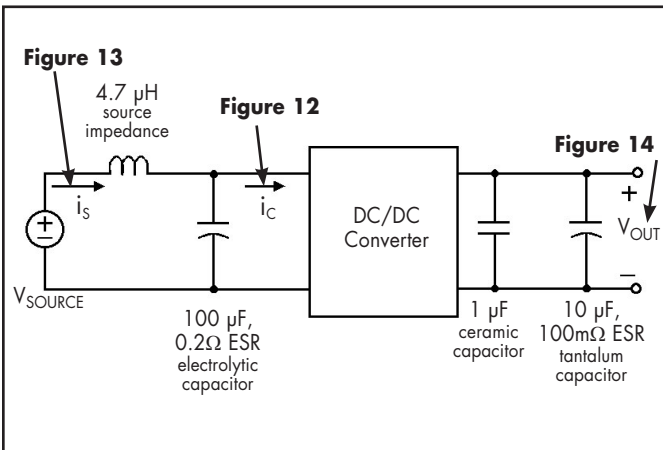 Figure 13
4.7 µH
source
impedance
Figure 12
Figure 14
iS
iC
DC/DC
Converter
+
VOUT
–
+
–
VSOURCE
100 µF,
0.2Ω ESR
electrolytic
capacitor
1 µF
ceramic
capacitor
10 µF,
100mΩ ESR
tantalum
capacitor